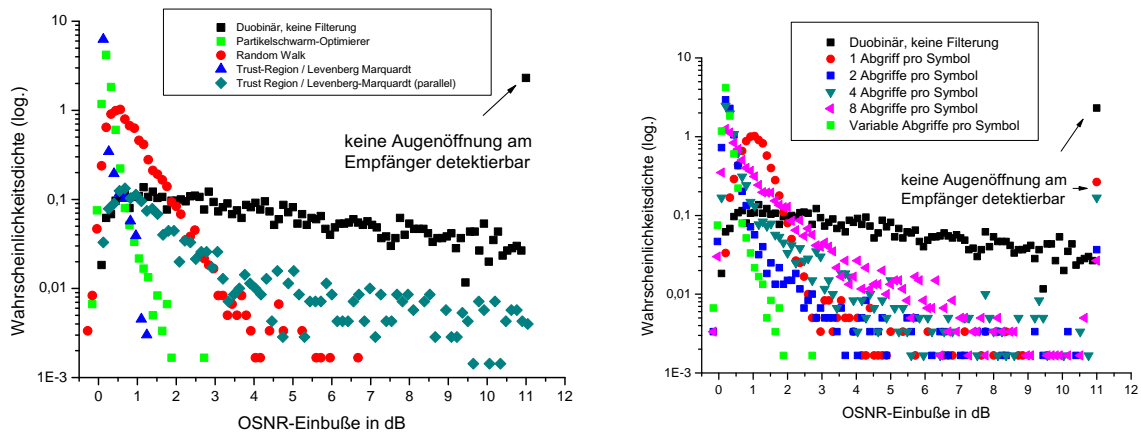 Duobinär, keine Filterung
Partikelschwarm-Optimierer
Random Walk
Trust-Region / Levenberg Marquardt
Trust Region / Levenberg-Marquardt (parallel)
keine Augenöffnung am
Empfänger detektierbar
Wahrscheinlichkeitsdichte (log.)
10
1
0,1
0,01
1E-3
0 1 2 3 4 5 6 7 8 9 10 11 12
OSNR-Einbuße in dB
Duobinär, keine Filterung
1 Abgriff pro Symbol
2 Abgriffe pro Symbol
4 Abgriffe pro Symbol
8 Abgriffe pro Symbol
Variable Abgriffe pro Symbol
keine Augenöffnung am
Empfänger detektierbar
Wahrscheinlichkeitsdichte (log.)
10
1
0,1
0,01
1E-3
0 1 2 3 4 5 6 7 8 9 10 11 12
OSNR-Einbuße in dB